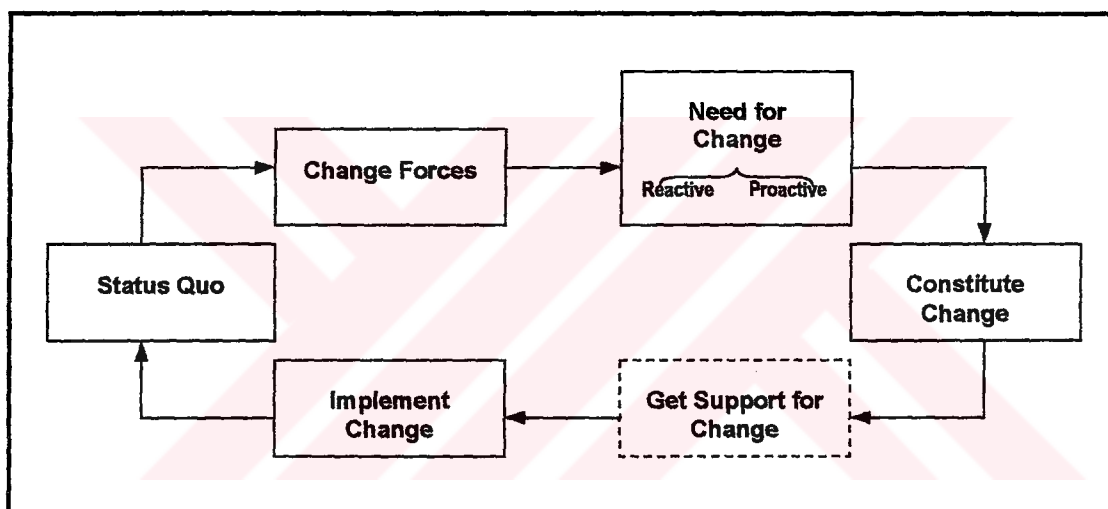 Need for
Change
Change Forces
Reactive Proactive
Status Quo
Constitute
Change
Implement
Change
Get Support for
Change